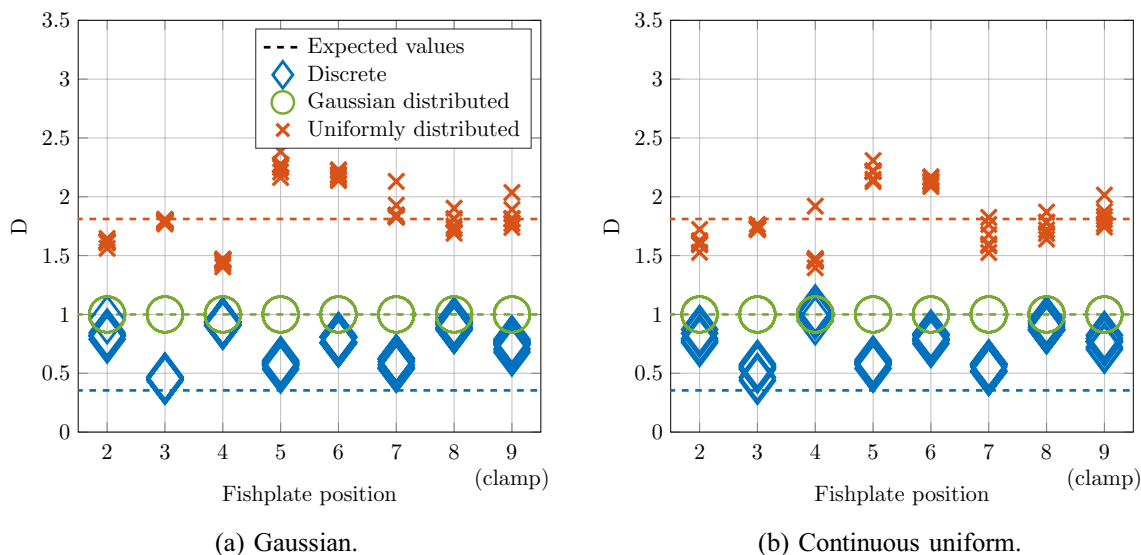 3.5
3
2.5
2
1.5
1
0.5
0
D
Expected values
Discrete
Gaussian distributed
Uniformly distributed
2 3 4 5 6 7 8 9
(clamp)
Fishplate position
(a) Gaussian.
3.5
3
2.5
2
1.5
1
0.5
0
D
2 3 4 5 6 7 8 9
(clamp)
Fishplate position
(b) Continuous uniform.